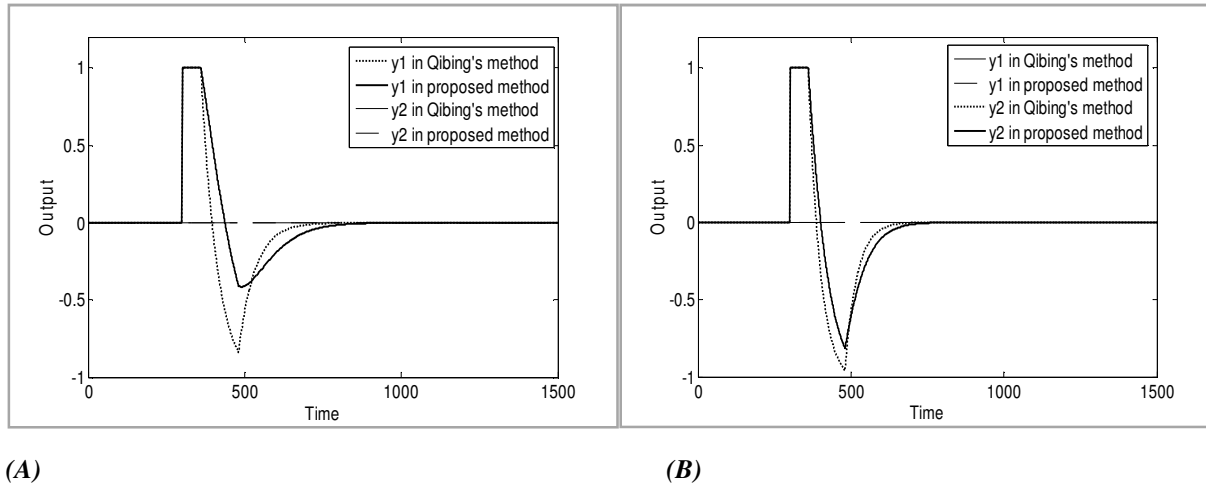 1
0.5
0
-0.5
-1
Output
y1 in Qibing's method
y1 in proposed method
y2 in Qibing's method
y2 in proposed method
0
500
1000
1500
Time
(A)
1
0.5
0
-0.5
-1
Output
y1 in Qibing's method
y1 in proposed method
y2 in Qibing's method
y2 in proposed method
0
500
1000
1500
Time
(B)